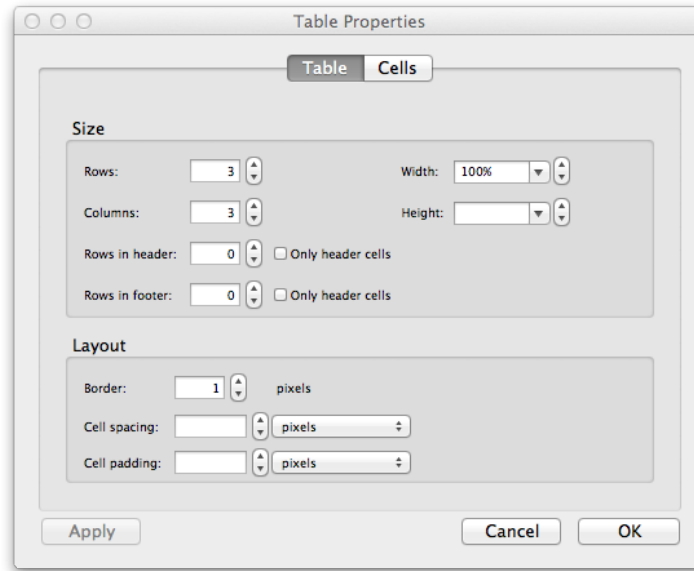 Table Properties
Table Cells
Size
Rows: 3 Width: 100%
Columns: 3 Height:
Rows in header: 0 Only header cells
Rows in footer: 0 Only header cells
Layout
Border: 1 pixels
Cell spacing: pixels
Cell padding: pixels
Apply Cancel OK